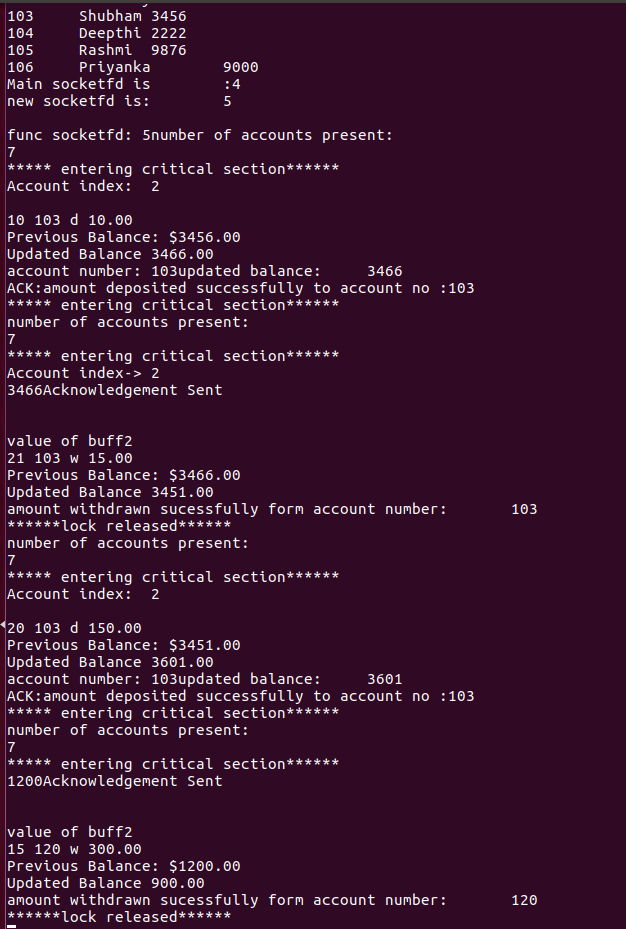 103 Shubham 3456
104 Deepthi 2222
105 Rashmi 9876
106 Priyanka 9000
Main socketfd is :4
new socketfd is: 5
func socketfd: 5number of accounts present:
7
***** entering critical section******
Account index: 2
10 103 d 10.00
Previous Balance: $3456.00
Updated Balance 3466.00
account number: 103updated balance: 3466
ACK:amount deposited successfully to account no :103
***** entering critical section******
number of accounts present:
7
***** entering critical section******
Account index-> 2
3466Acknowledgement Sent
value of buff2
21 103 w 15.00
Previous Balance: $3466.00
Updated Balance 3451.00
amount withdrawn sucessfully form account number: 103
******lock released******
number of accounts present:
7
***** entering critical section******
Account index: 2
20 103 d 150.00
Previous Balance: $3451.00
Updated Balance 3601.00
account number: 103updated balance: 3601
ACK:amount deposited successfully to account no :103
***** entering critical section******
number of accounts present:
7
***** entering critical section******
1200Acknowledgement Sent
value of buff2
15 120 w 300.00
Previous Balance: $1200.00
Updated Balance 900.00
amount withdrawn sucessfully form account number: 120
******lock released******